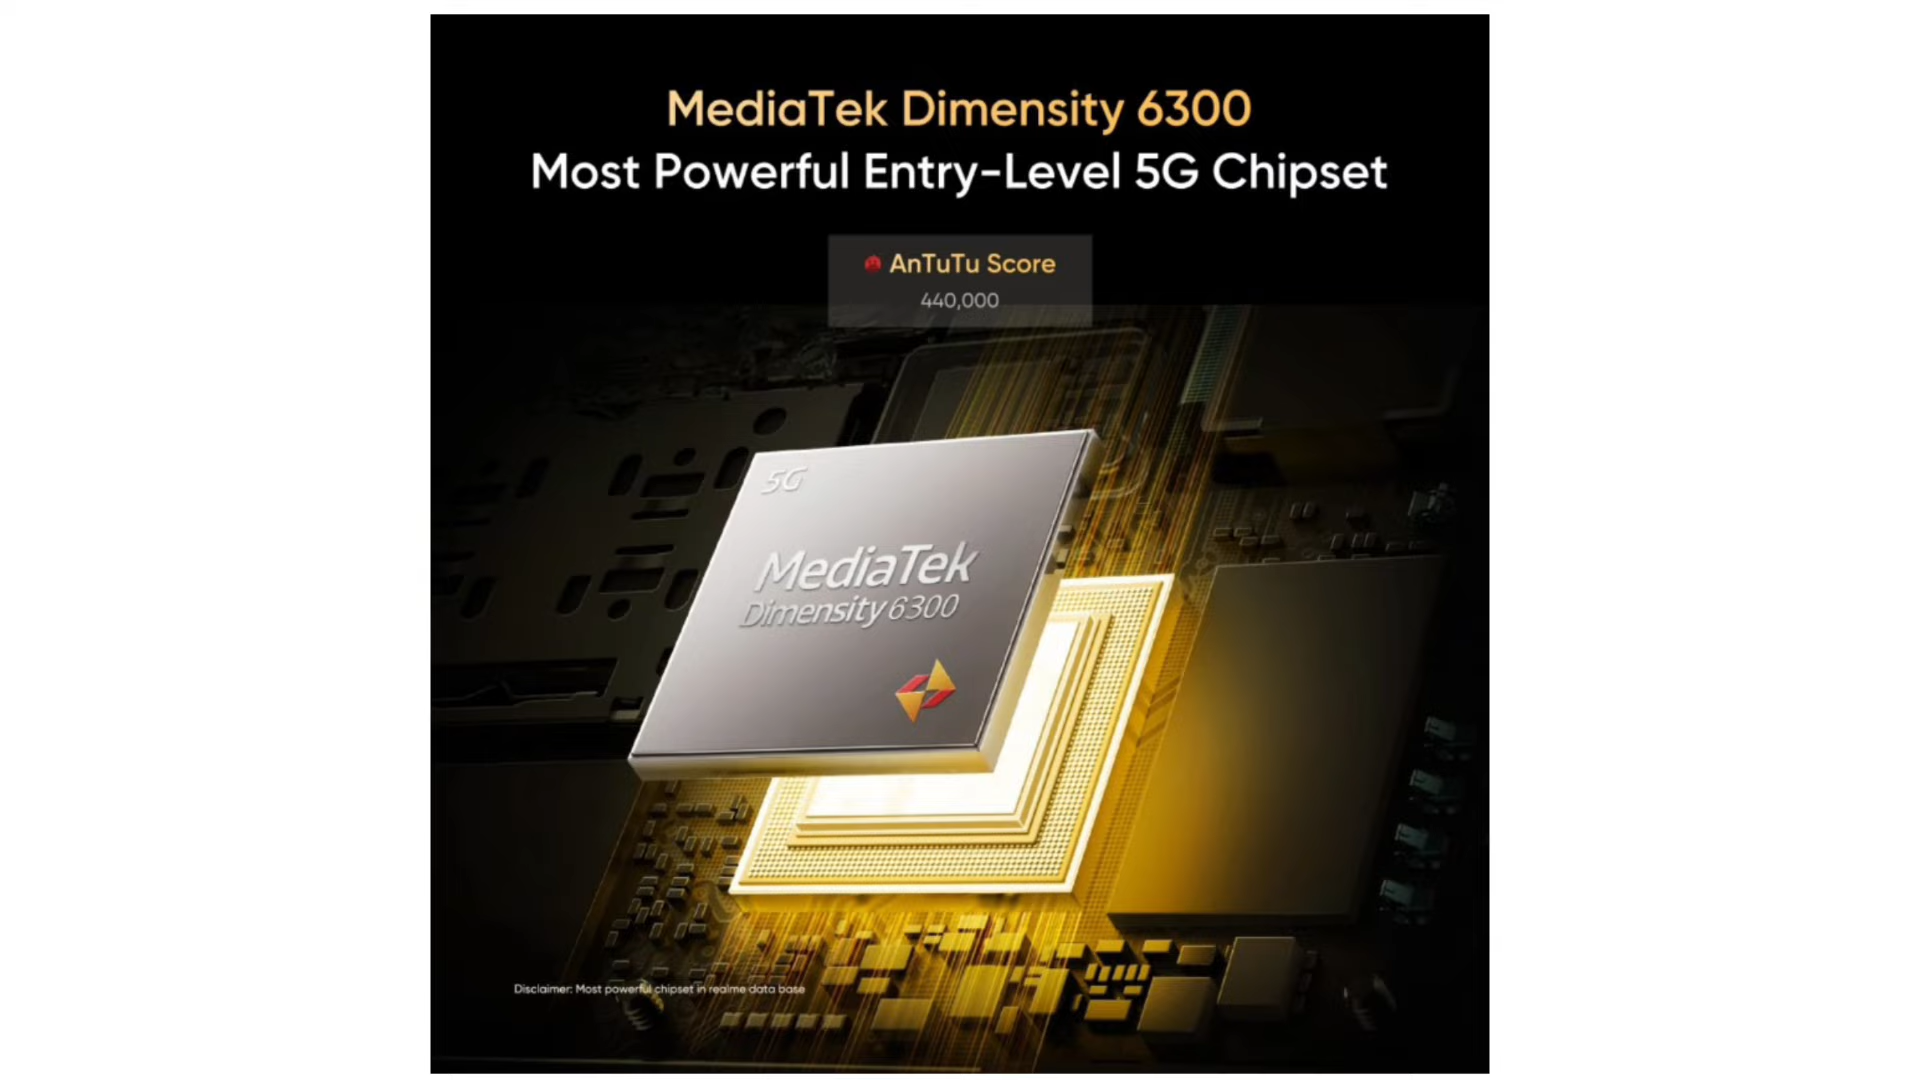 MediaTek Dimensity 6300
Most Powerful Entry-Level 5G Chipset
AnTuTu Score
440,000
5G
MediaTek
Dimensity 6300
Disclaimer: Most powerful chipset in realme data base